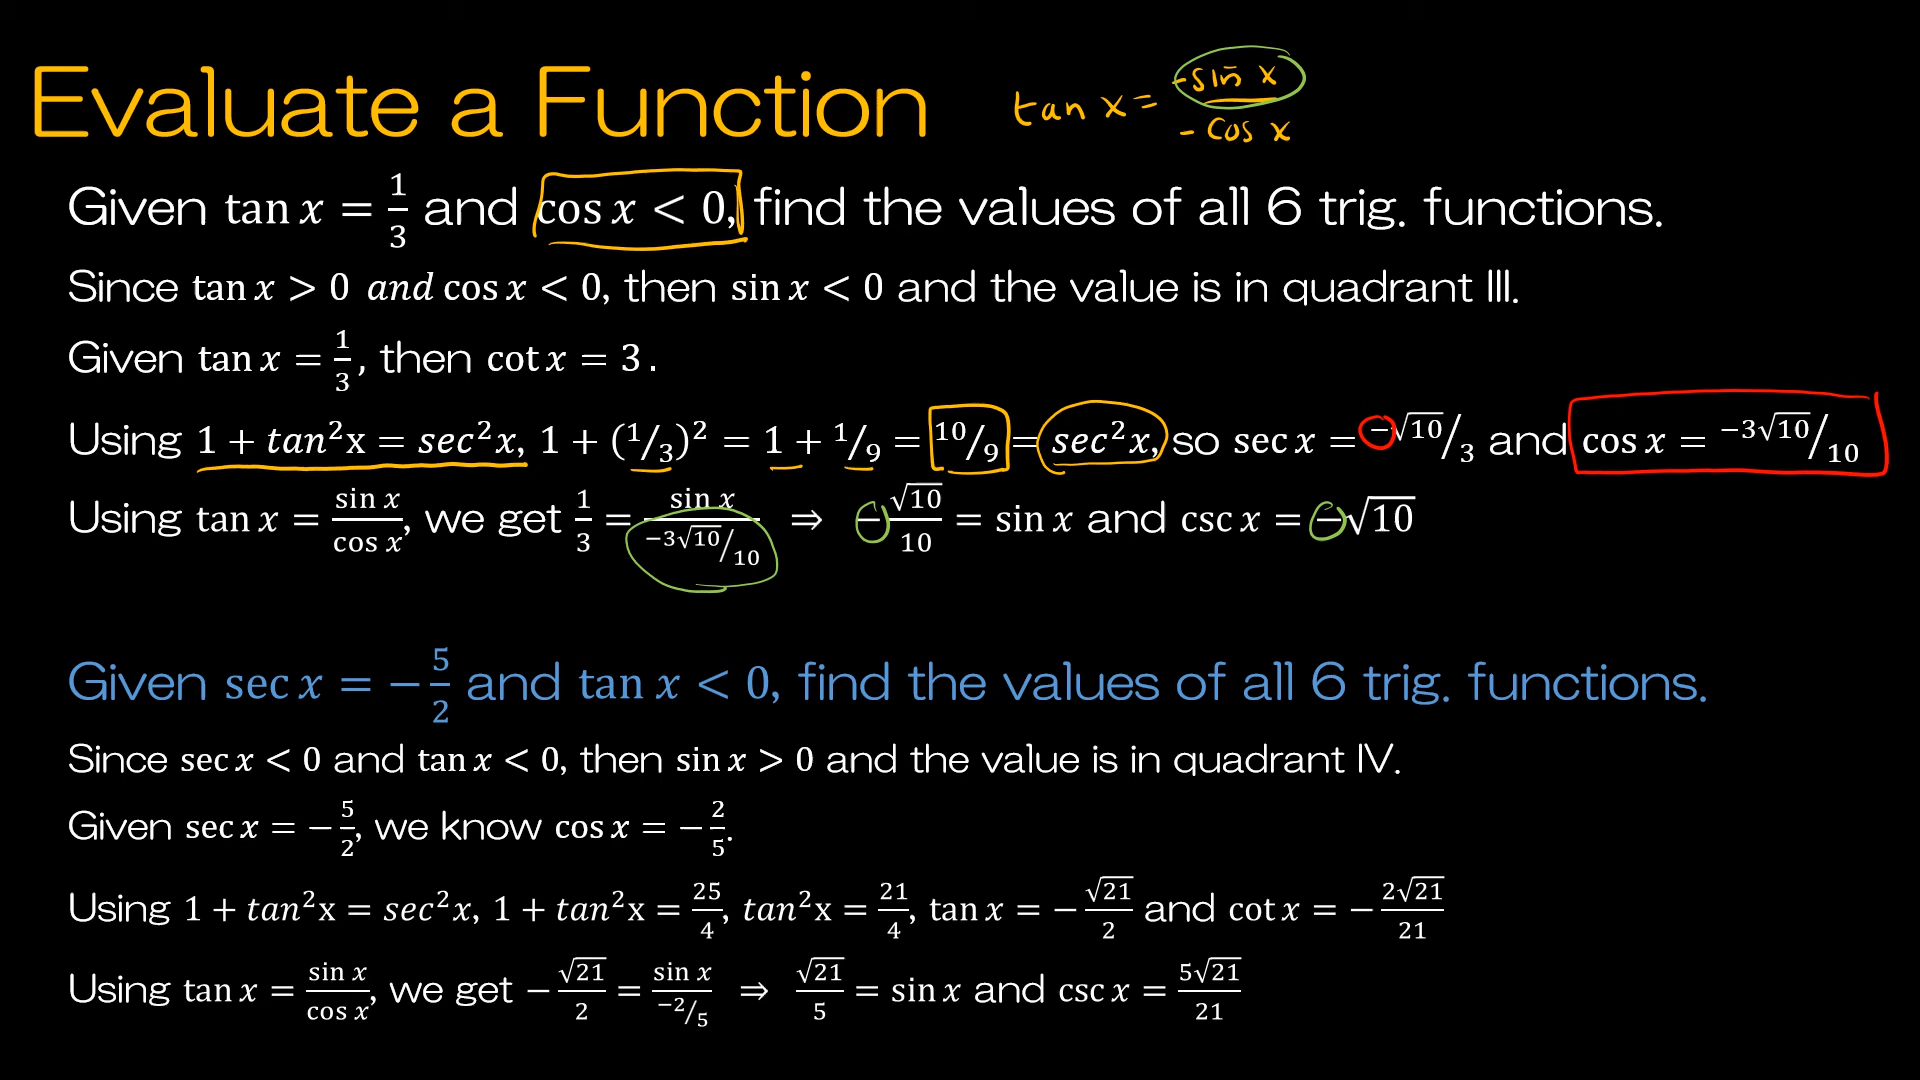 Evaluate a Function
tan x = -sin x / -cos x
Given tan x = 1/3 and cos x < 0, find the values of all 6 trig. functions.
Since tan x > 0 and cos x < 0, then sin x < 0 and the value is in quadrant III.
Given tan x = 1/3, then cot x = 3.
Using 1 + tan²x = sec²x, 1 + (1/3)² = 1 + 1/9 = 10/9 = sec²x, so sec x = −√10/3 and cos x = −3√10/10
Using tan x = sin x/cos x, we get 1/3 = sin x/(−3√10/10) ⇒ −√10/10 = sin x and csc x = −√10
Given sec x = −5/2 and tan x < 0, find the values of all 6 trig. functions.
Since sec x < 0 and tan x < 0, then sin x > 0 and the value is in quadrant IV.
Given sec x = −5/2, we know cos x = −2/5.
Using 1 + tan²x = sec²x, 1 + tan²x = 25/4, tan²x = 21/4, tan x = −√21/2 and cot x = −2√21/21
Using tan x = sin x/cos x, we get −√21/2 = sin x/(−2/5) ⇒ √21/5 = sin x and csc x = 5√21/21